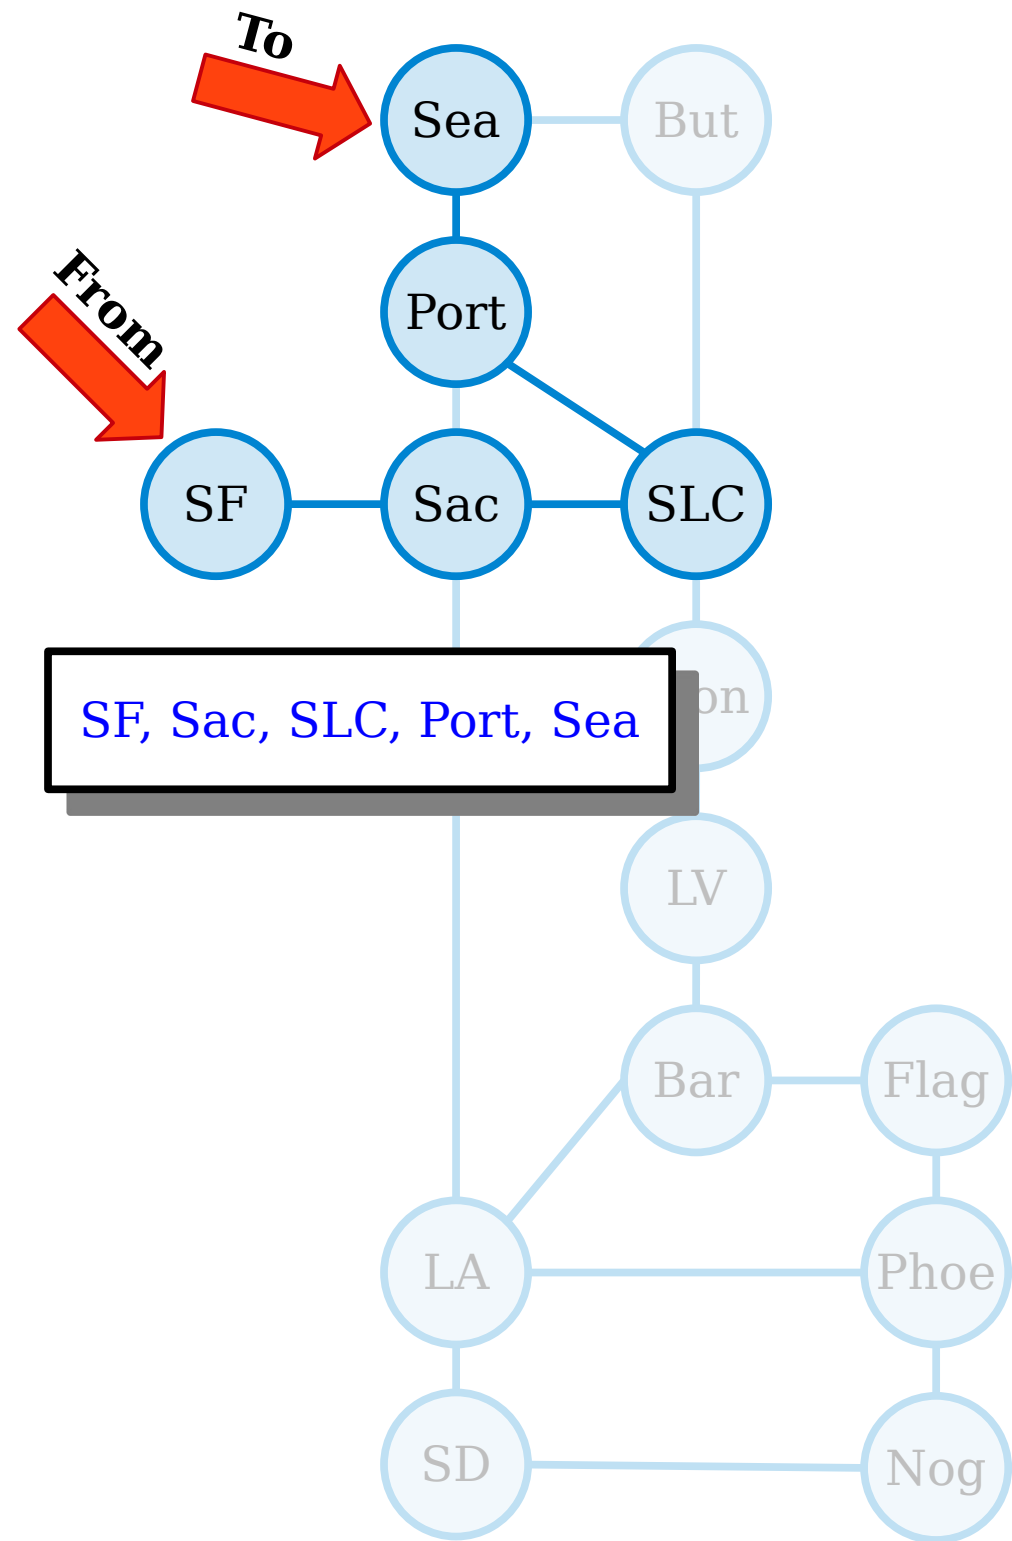 To
Sea
But
From
Port
SF
Sac
SLC
on
SF, Sac, SLC, Port, Sea
LV
Bar
Flag
LA
Phoe
SD
Nog